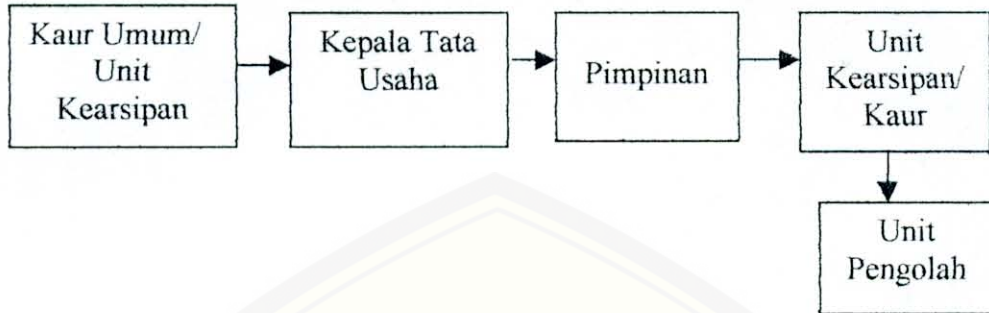 Kaur Umum/
Unit
Kearsipan
Kepala Tata
Usaha
Pimpinan
Unit
Kearsipan/
Kaur
Unit
Pengolah